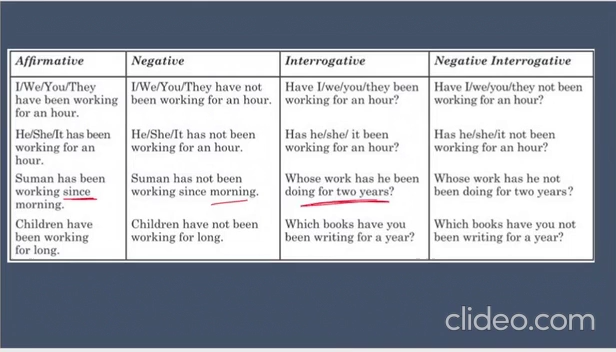 Affirmative
Negative
Interrogative
Negative Interrogative
I/We/You/They
have been working
for an hour.
I/We/You/They have not
been working for an hour.
Have I/we/you/they been
working for an hour?
Have I/we/you/they not been
working for an hour?
He/She/It has been
working for an
hour.
He/She/It has not been
working for an hour.
Has he/she/ it been
working for an hour?
Has he/she/it not been
working for an hour?
Suman has been
working since
morning.
Suman has not been
working since morning.
Whose work has he been
doing for two years?
Whose work has he not
been doing for two years?
Children have
been working
for long.
Children have not been
working for long.
Which books have you
been writing for a year?
Which books have you not
been writing for a year?
clideo.com